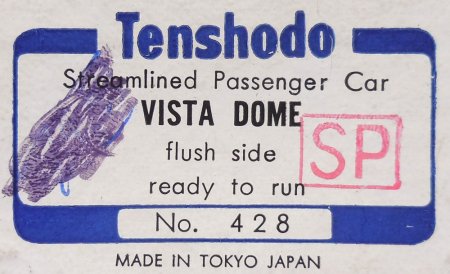 Tenshodo
Streamlined Passenger Car
VISTA DOME
flush side
SP
ready to run
No. 428
MADE IN TOKYO JAPAN